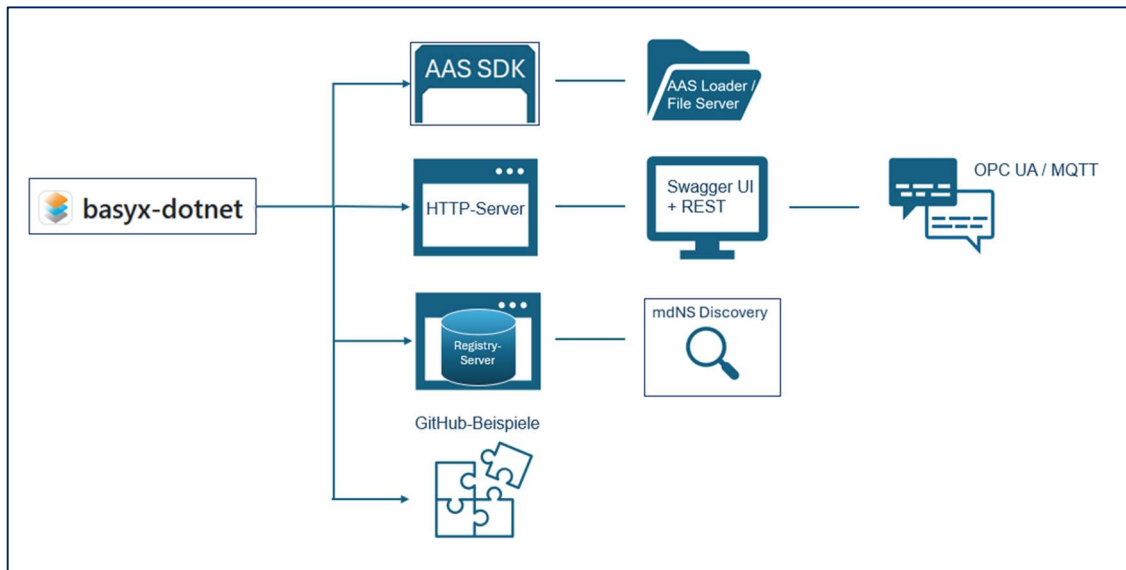 AAS SDK
AAS Loader /
File Server
basyx-dotnet
HTTP-Server
Swagger UI
+ REST
OPC UA / MQTT
Registry-
Server
mdNS Discovery
GitHub-Beispiele